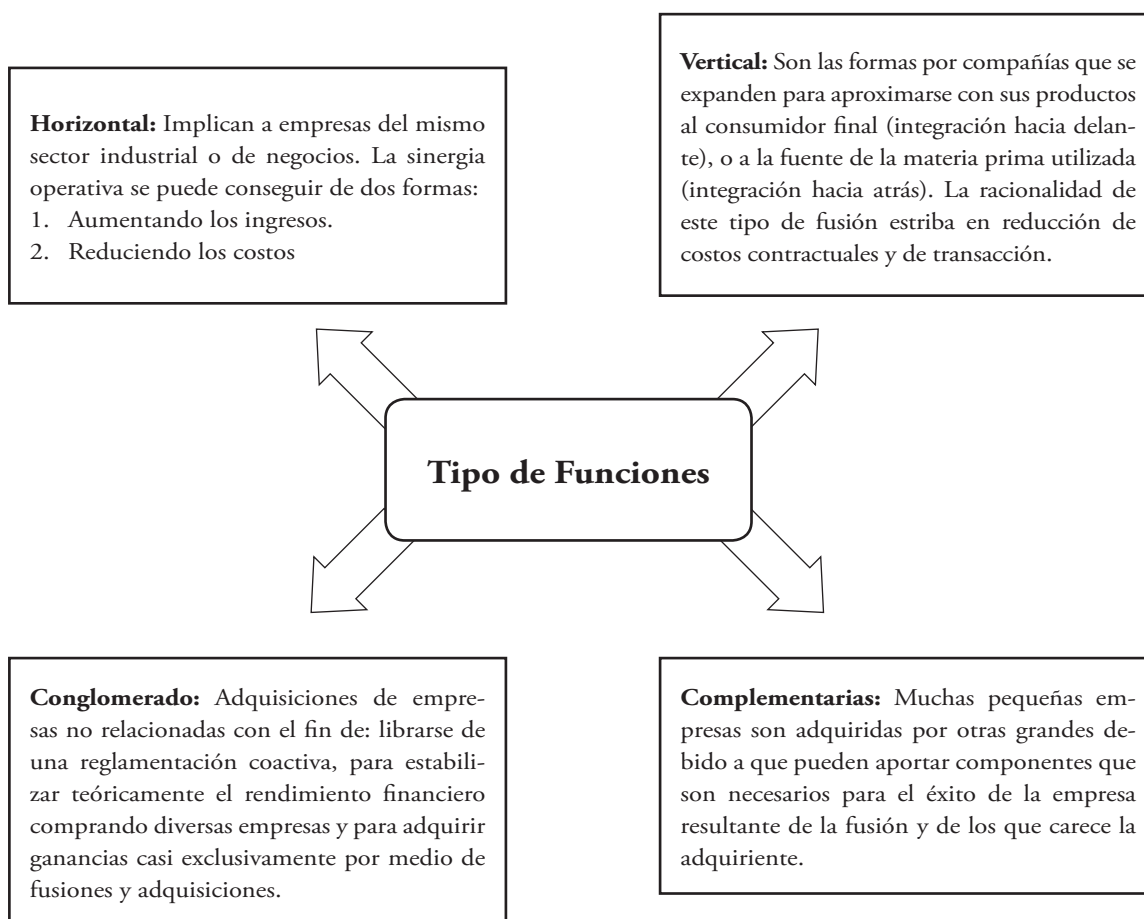 Horizontal: Implican a empresas del mismo
sector industrial o de negocios. La sinergia
operativa se puede conseguir de dos formas:
1. Aumentando los ingresos.
2. Reduciendo los costos
Vertical: Son las formas por compañías que se
expanden para aproximarse con sus productos
al consumidor final (integración hacia delan-
te), o a la fuente de la materia prima utilizada
(integración hacia atrás). La racionalidad de
este tipo de fusión estriba en reducción de
costos contractuales y de transacción.
Tipo de Funciones
Conglomerado: Adquisiciones de empre-
sas no relacionadas con el fin de: librarse de
una reglamentación coactiva, para estabili-
zar teóricamente el rendimiento financiero
comprando diversas empresas y para adquirir
ganancias casi exclusivamente por medio de
fusiones y adquisiciones.
Complementarias: Muchas pequeñas em-
presas son adquiridas por otras grandes de-
bido a que pueden aportar componentes que
son necesarios para el éxito de la empresa
resultante de la fusión y de los que carece la
adquiriente.